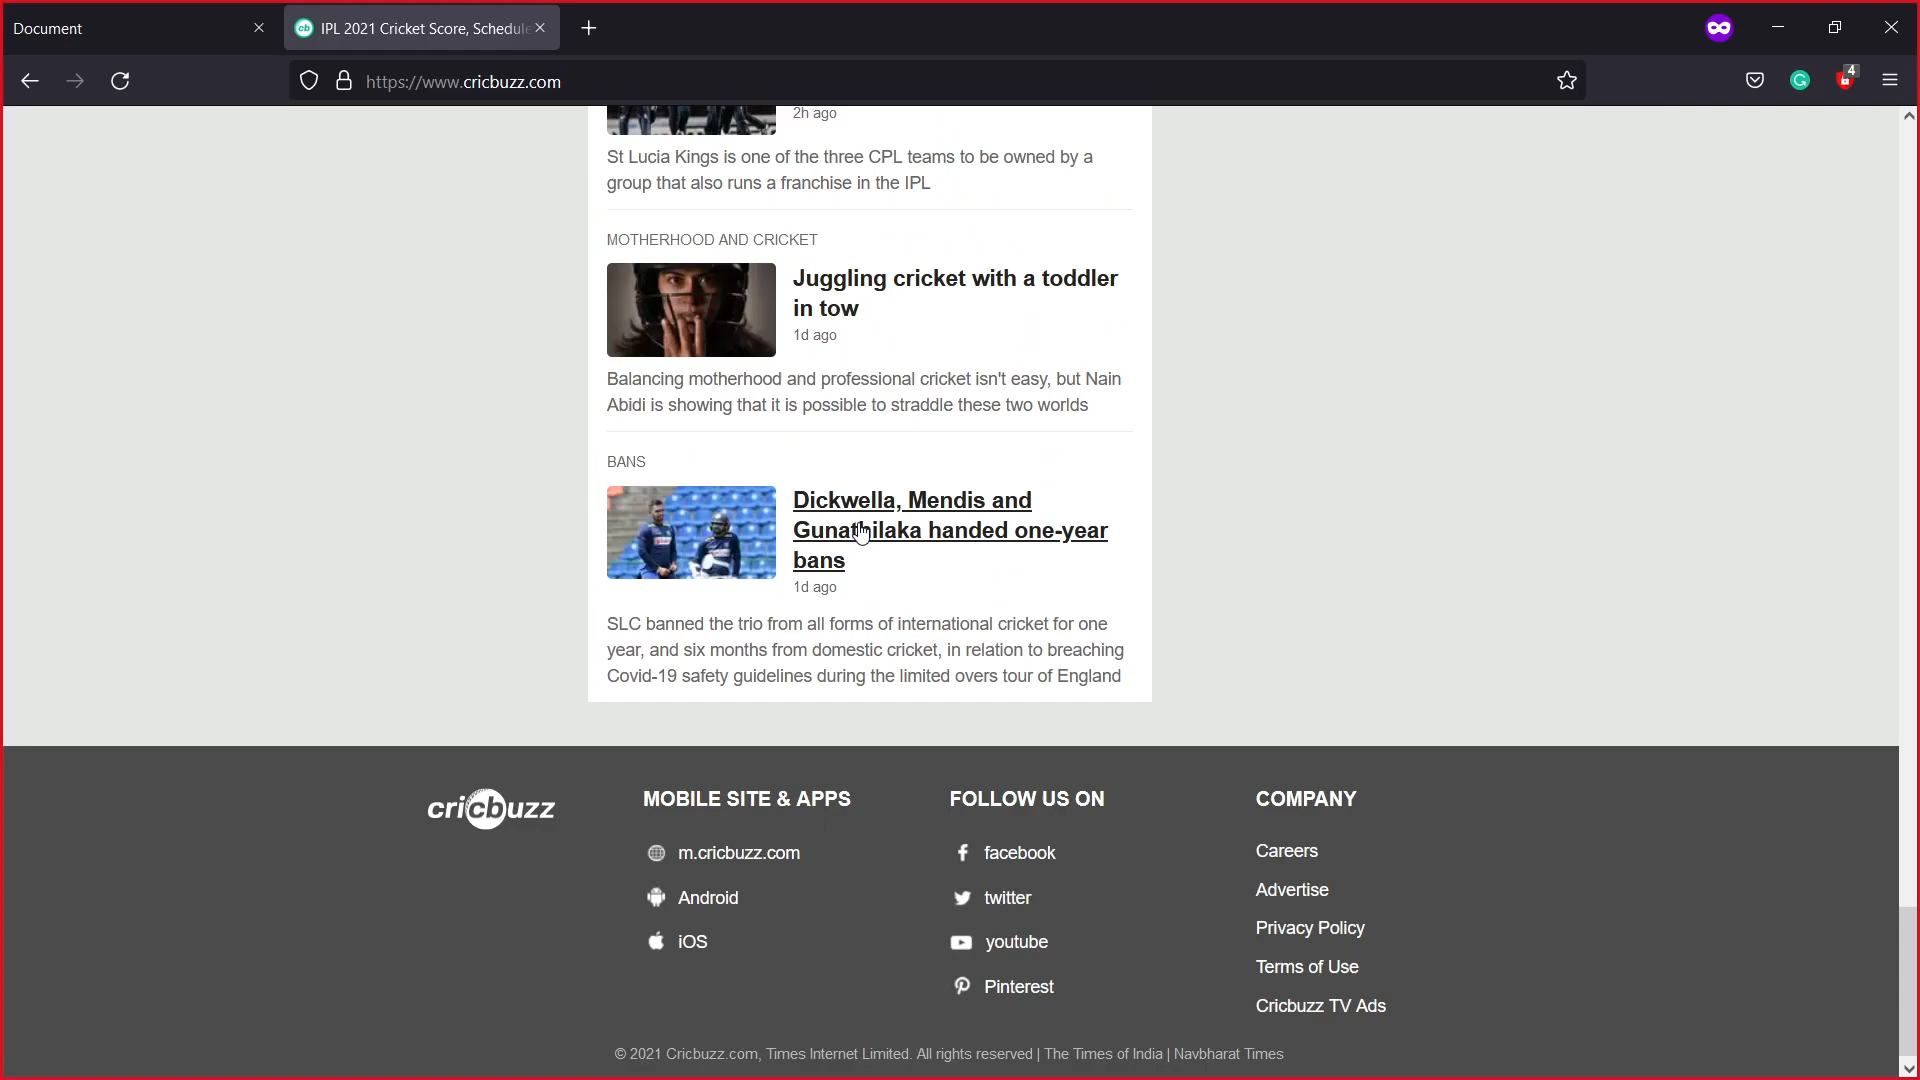 Document
IPL 2021 Cricket Score, Schedule
4
https://www.cricbuzz.com
2h ago
St Lucia Kings is one of the three CPL teams to be owned by a
group that also runs a franchise in the IPL
MOTHERHOOD AND CRICKET
Juggling cricket with a toddler
in tow
1d ago
Balancing motherhood and professional cricket isn't easy, but Nain
Abidi is showing that it is possible to straddle these two worlds
BANS
Dickwella, Mendis and
Gunathilaka handed one-year
bans
1d ago
SLC banned the trio from all forms of international cricket for one
year, and six months from domestic cricket, in relation to breaching
Covid-19 safety guidelines during the limited overs tour of England
cricbuzz
MOBILE SITE & APPS
m.cricbuzz.com
Android
iOS
FOLLOW US ON
facebook
twitter
youtube
Pinterest
COMPANY
Careers
Advertise
Privacy Policy
Terms of Use
Cricbuzz TV Ads
© 2021 Cricbuzz.com, Times Internet Limited. All rights reserved | The Times of India | Navbharat Times